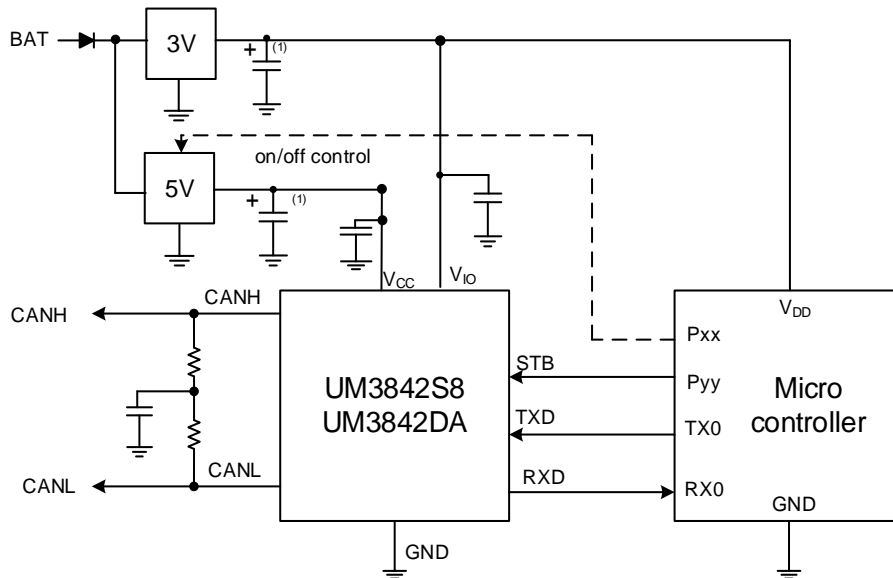 BAT
3V
+
(1)
on/off control
5V
+
(1)
VCC
VIO
CANH
CANH
VDD
Pxx
STB
Pyy
UM3842S8
UM3842DA
Micro
controller
TXD
TX0
CANL
CANL
RXD
RX0
GND
GND